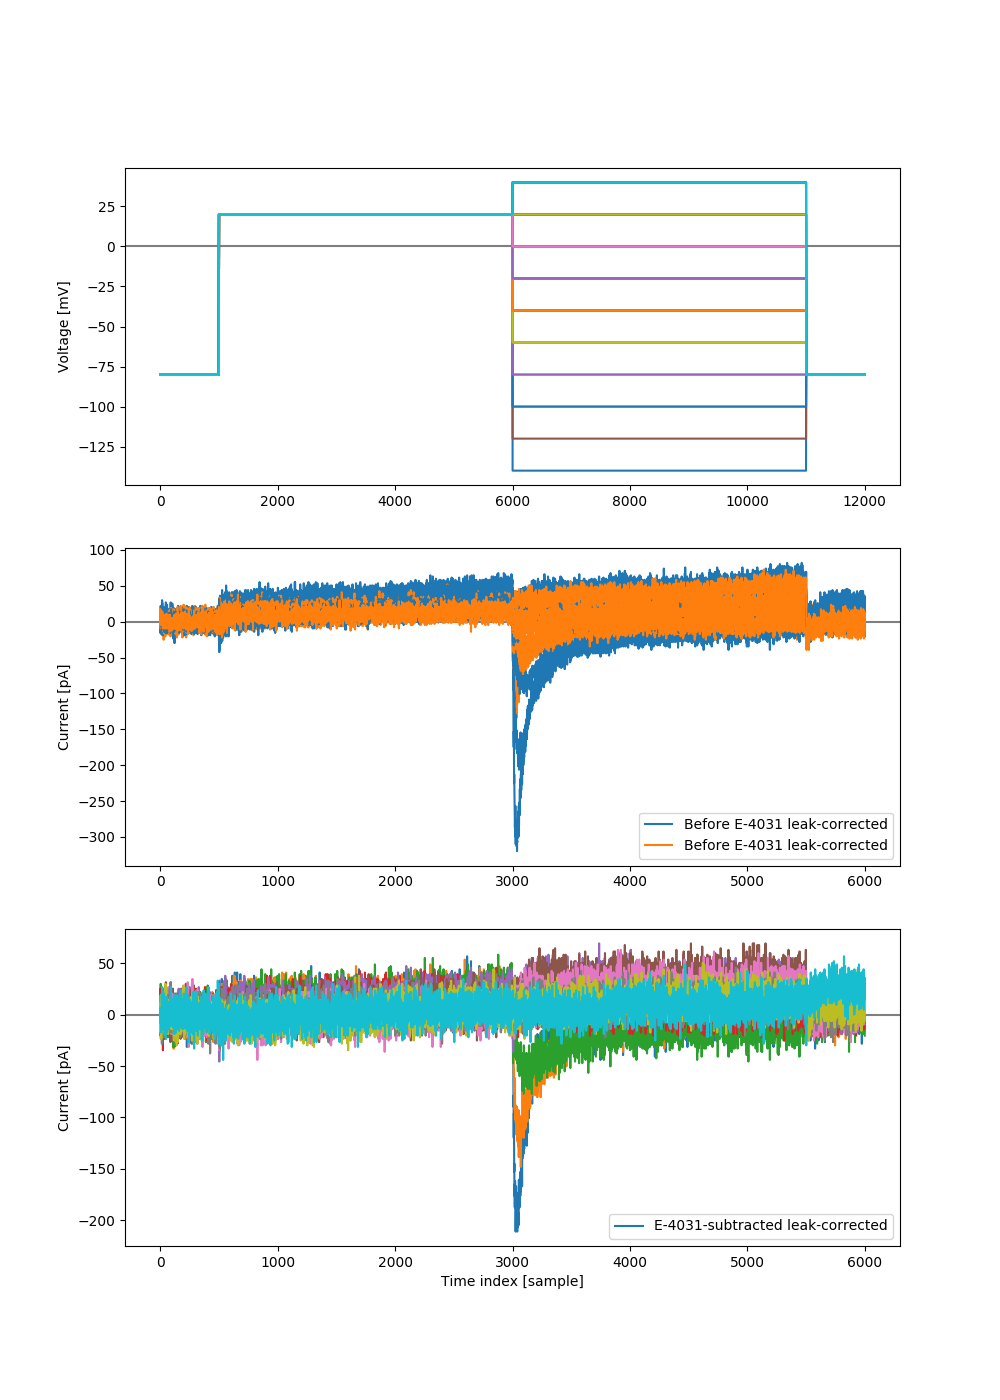 25
0
−25
−50
−75
−100
−125
Voltage [mV]
0 2000 4000 6000 8000 10000 12000
100
50
0
−50
−100
−150
−200
−250
−300
Current [pA]
Before E-4031 leak-corrected
Before E-4031 leak-corrected
0 1000 2000 3000 4000 5000 6000
50
0
−50
−100
−150
−200
Current [pA]
E-4031-subtracted leak-corrected
0 1000 2000 3000 4000 5000 6000
Time index [sample]